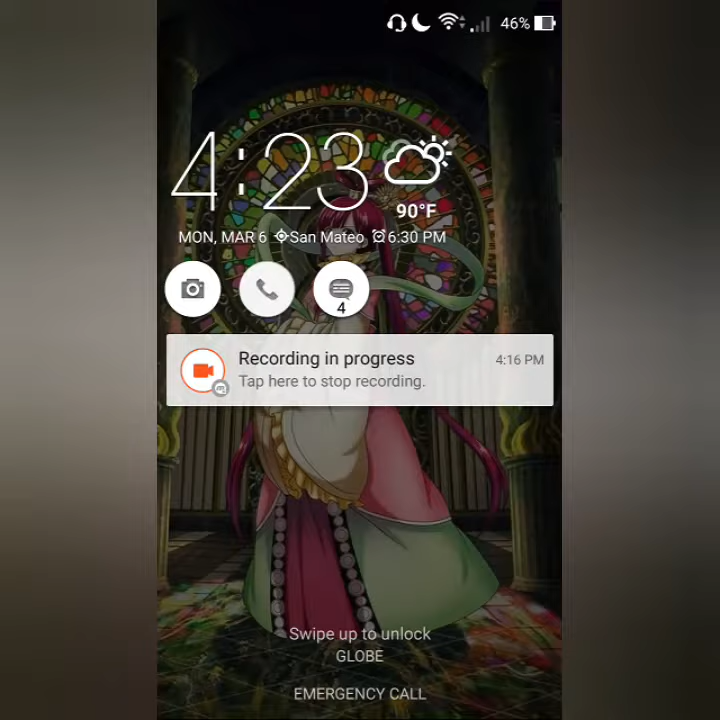 46%
4:23
90°F
MON, MAR 6 San Mateo 6:30 PM
4
Recording in progress 4:16 PM
Tap here to stop recording.
Swipe up to unlock
GLOBE
EMERGENCY CALL